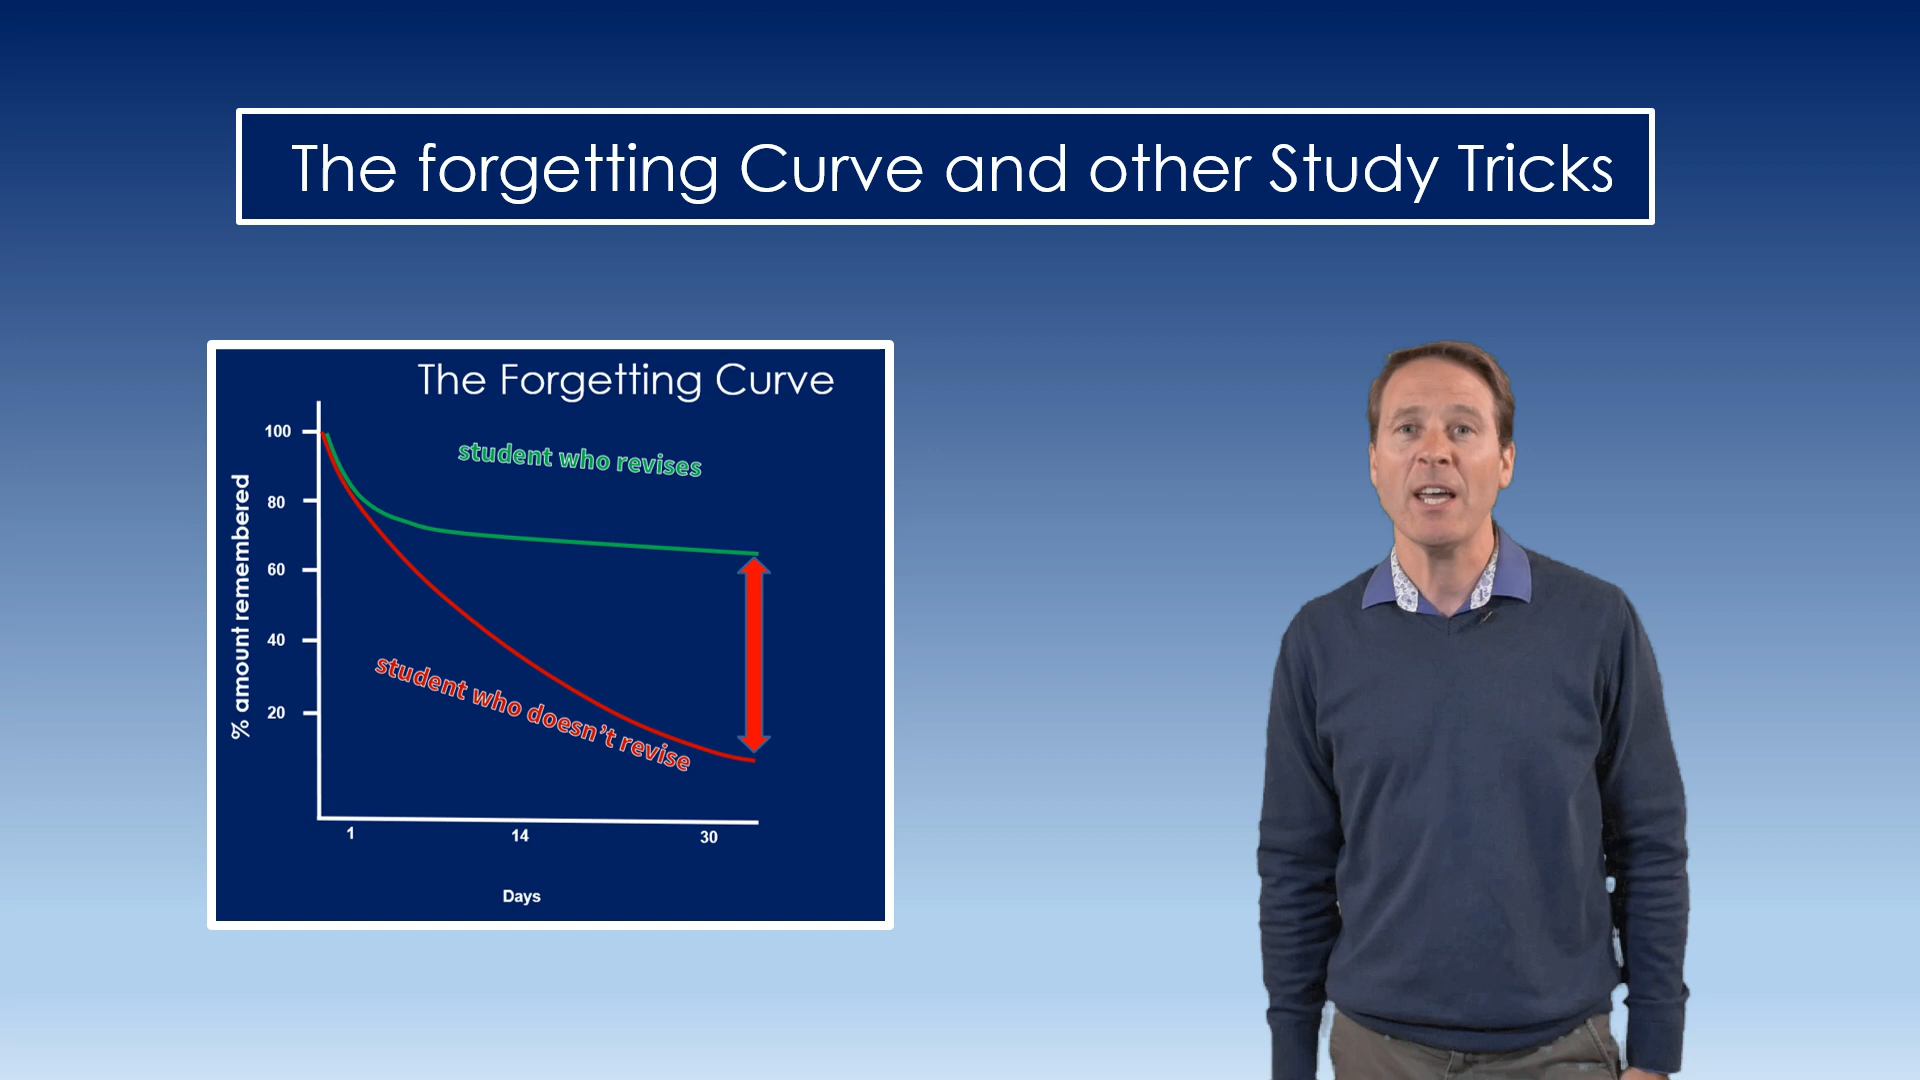 The forgetting Curve and other Study Tricks
The Forgetting Curve
100
80
60
40
20
% amount remembered
student who revises
student who doesn't revise
1
14
30
Days